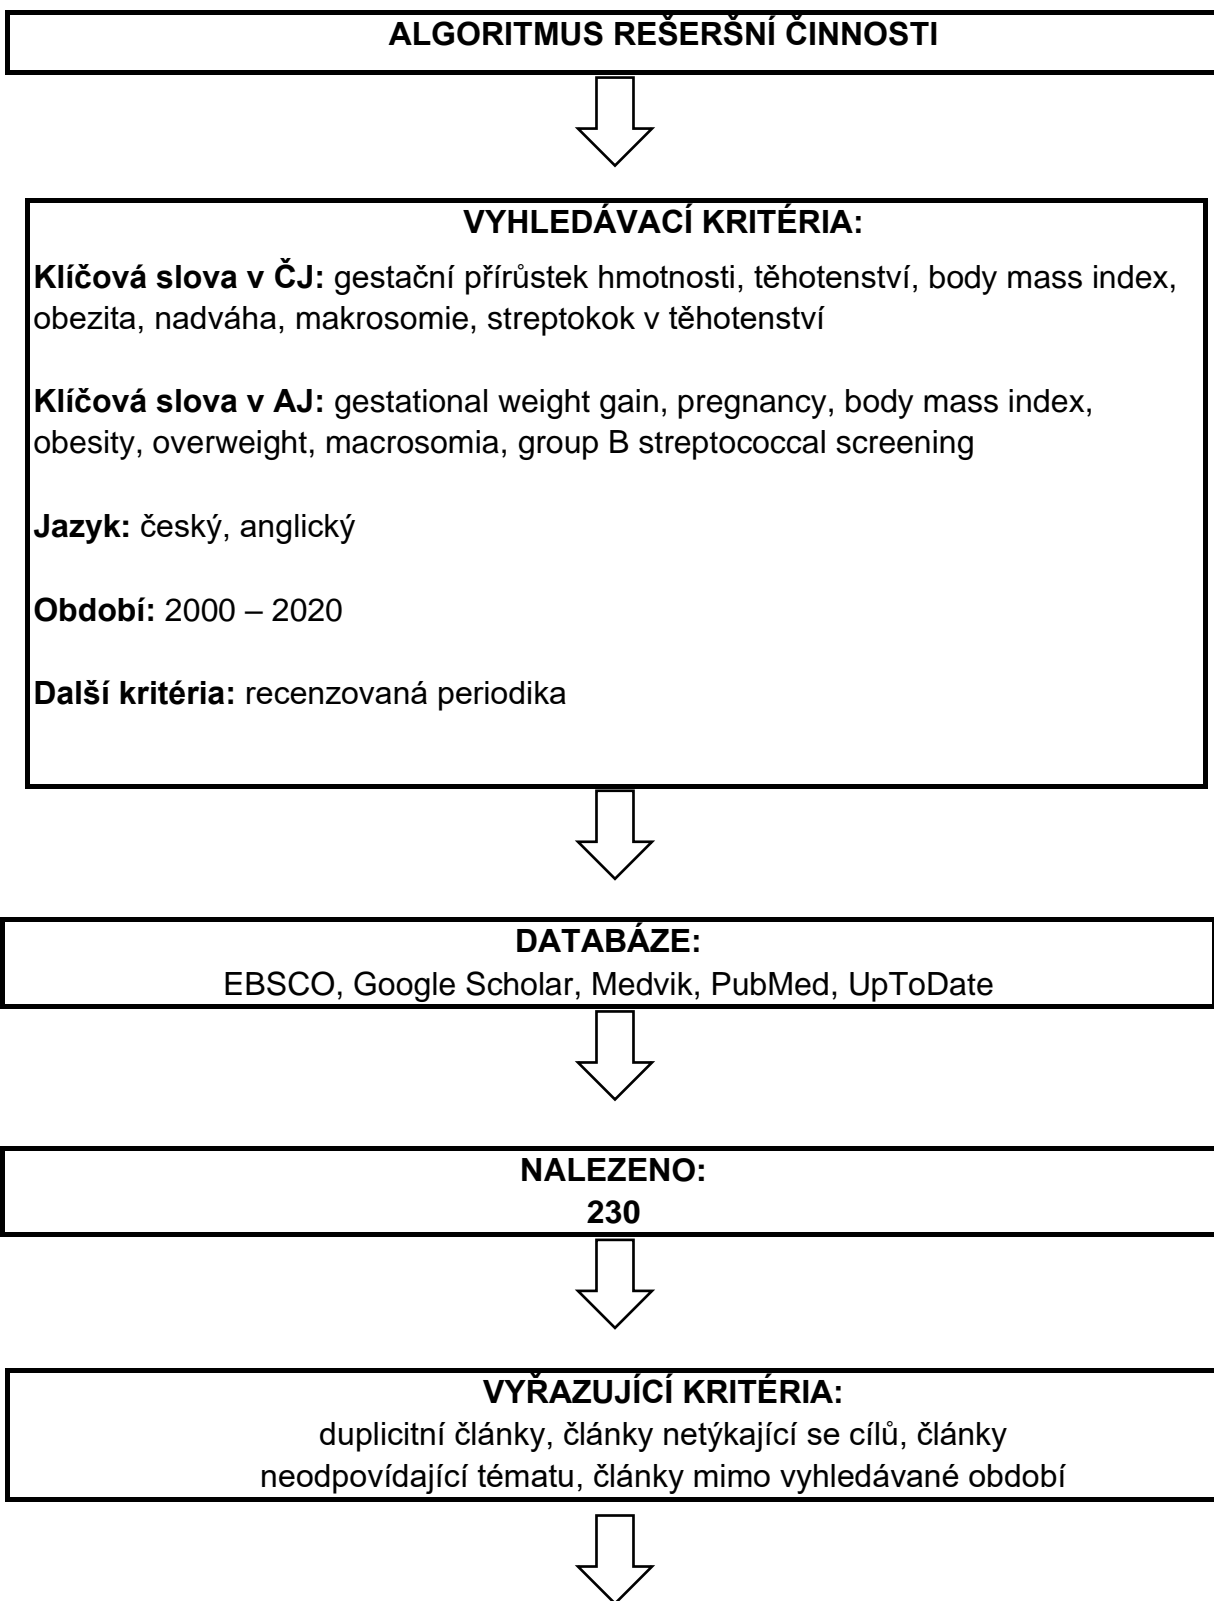 ALGORITMUS REŠERŠNÍ ČINNOSTI
VYHLEDÁVACÍ KRITÉRIA:
Klíčová slova v ČJ: gestační přírůstek hmotnosti, těhotenství, body mass index,
obezita, nadváha, makrosomie, streptokok v těhotenství
Klíčová slova v AJ: gestational weight gain, pregnancy, body mass index,
obesity, overweight, macrosomia, group B streptococcal screening
Jazyk: český, anglický
Období: 2000 – 2020
Další kritéria: recenzovaná periodika
DATABÁZE:
EBSCO, Google Scholar, Medvik, PubMed, UpToDate
NALEZENO:
230
VYŘAZUJÍCÍ KRITÉRIA:
duplicitní články, články netýkající se cílů, články
neodpovídající tématu, články mimo vyhledávané období